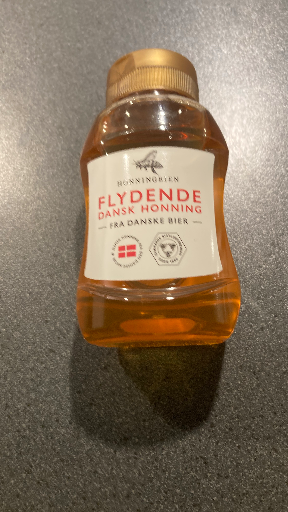 HONNINGBIEN
FLYDENDE
DANSK HONNING
FRA DANSKE BIER